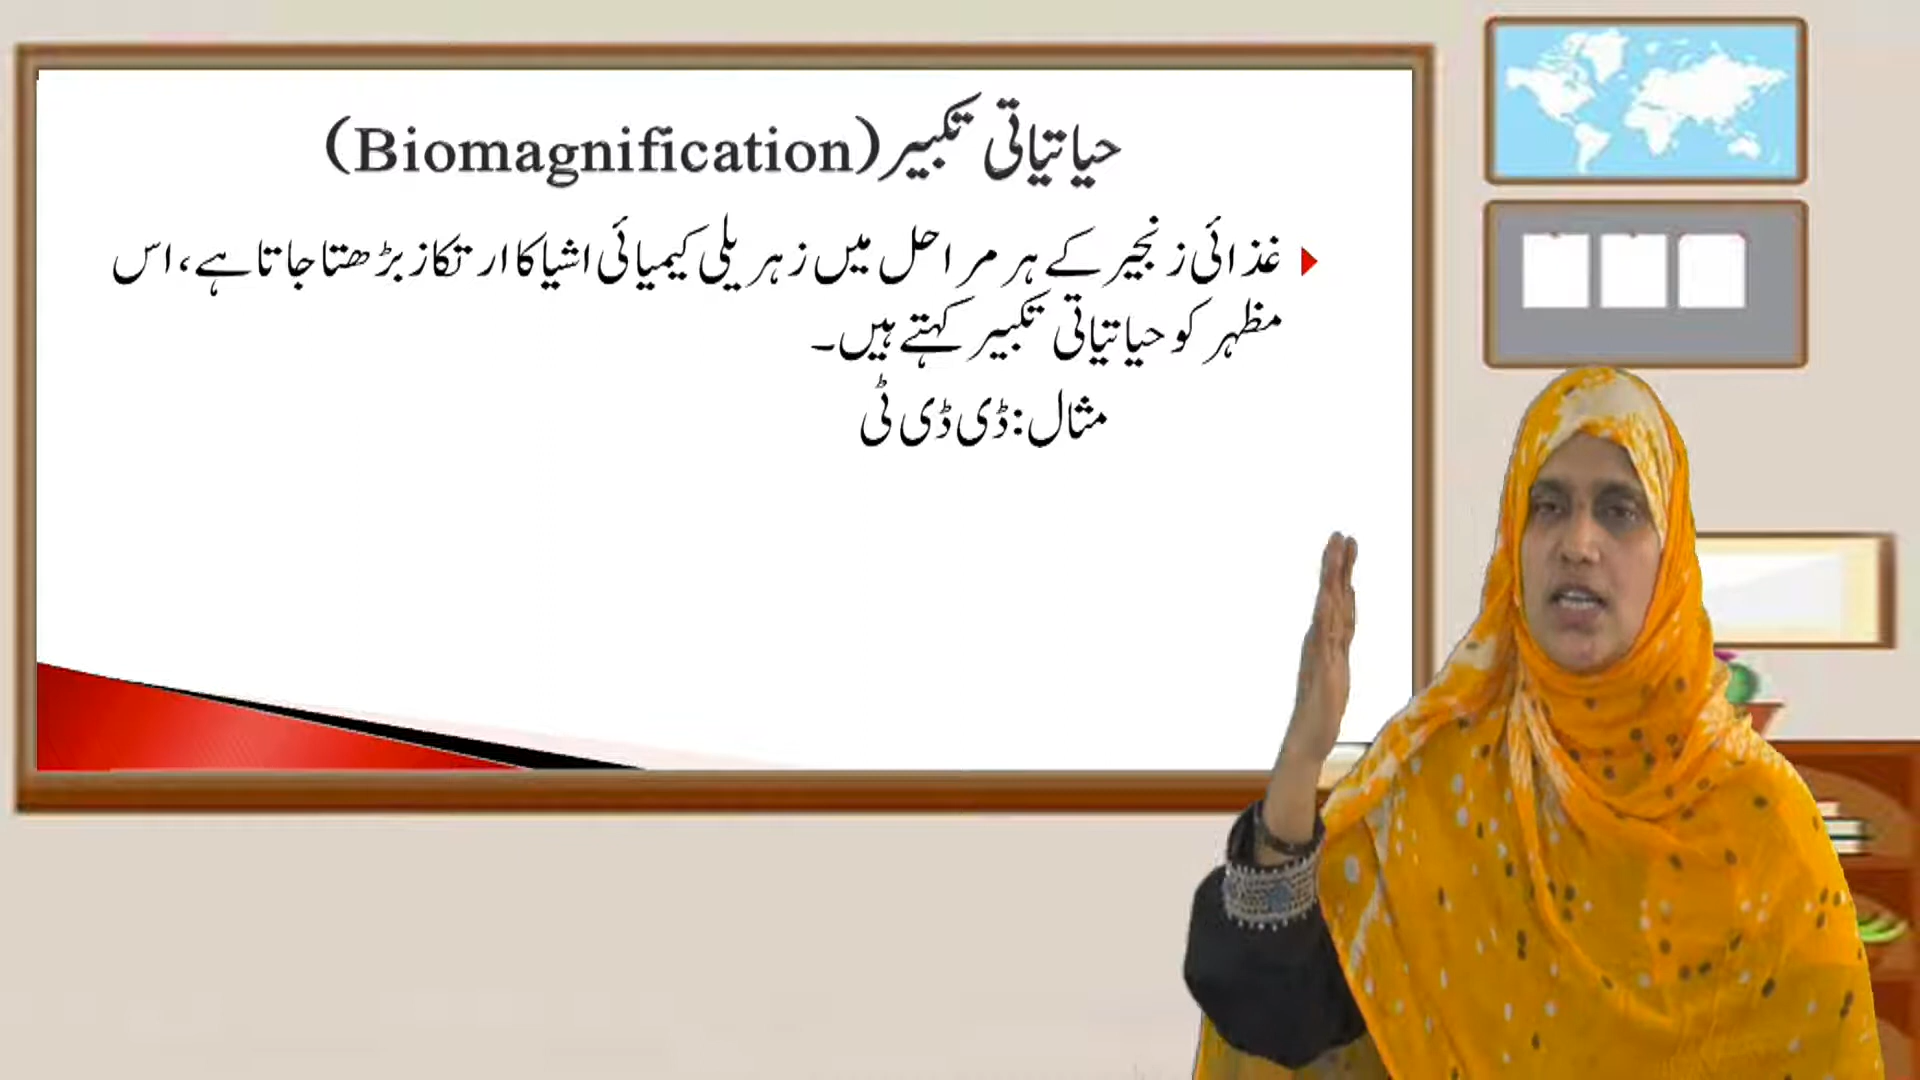 حیاتیاتی تکبیر(Biomagnification)
غذائی زنجیر کے ہر مراحل میں زہریلی کیمیائی اشیا کا ارتکاز بڑھتا جاتا ہے، اس
مظہر کو حیاتیاتی تکبیر کہتے ہیں۔
مثال: ڈی ڈی ٹی